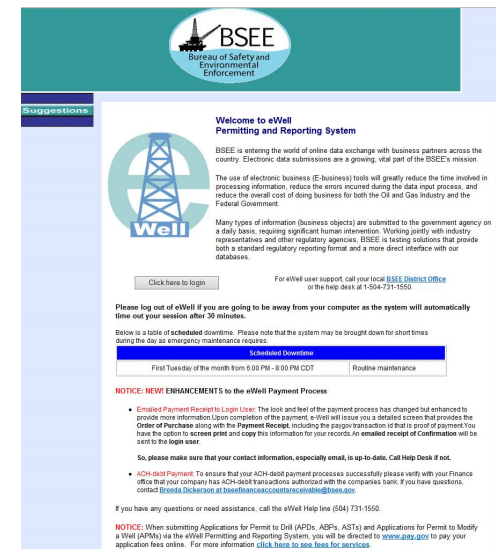 BSEE
Bureau of Safety and
Environmental
Enforcement
Suggestions
e
Well
Welcome to eWell
Permitting and Reporting System
BSEE is entering the world of online data exchange with business partners across the
country. Electronic data submissions are a growing, vital part of the BSEE's mission.
The use of electronic business (E-business) tools will greatly reduce the time involved in
processing information, reduce the errors incurred during the data input process, and
reduce the overall cost of doing business for both the Oil and Gas Industry and the
Federal Government.
Many types of information (business objects) are submitted to the government agency on
a daily basis, requiring significant human intervention. Working jointly with industry
representatives and other regulatory agencies, BSEE is testing solutions that provide
both a standard regulatory reporting format and a more direct interface with our
databases.
Click here to login
For eWell user support, call your local BSEE District Office
or the help desk at 1-504-731-1550.
Please log out of eWell if you are going to be away from your computer as the system will automatically
time out your session after 30 minutes.
Below is a table of scheduled downtime. Please note that the system may be brought down for short times
during the day as emergency maintenance requires.
Scheduled Downtime
First Tuesday of the month from 6:00 PM - 8:00 PM CDT Routine maintenance
NOTICE: NEW! ENHANCEMENTS to the eWell Payment Process
• Emailed Payment Receipt to Login User: The look and feel of the payment process has changed but enhanced to
provide more information.Upon completion of the payment, e-Well will issue you a detailed screen that provides the
Order of Purchase along with the Payment Receipt, including the paygov transaction id that is proof of payment.You
have the option to screen print and copy this information for your records.An emailed receipt of Confirmation will be
sent to the login user.
So, please make sure that your contact information, especially email, is up-to-date. Call Help Desk if not.
• ACH-debit Payment: To ensure that your ACH-debit payment processes successfully please verify with your Finance
office that your company has ACH-debit transactions authorized with the companies bank. If you have questions,
contact Brenda Dickerson at bseefinanceaccountsreceivable@bsee.gov.
If you have any questions or need assistance, call the eWell Help line (504) 731-1550.
NOTICE: When submitting Applications for Permit to Drill (APDs, ABPs, ASTs) and Applications for Permit to Modify
a Well (APMs) via the eWell Permitting and Reporting System, you will be directed to www.pay.gov to pay your
application fees online. For more information click here to see fees for services.